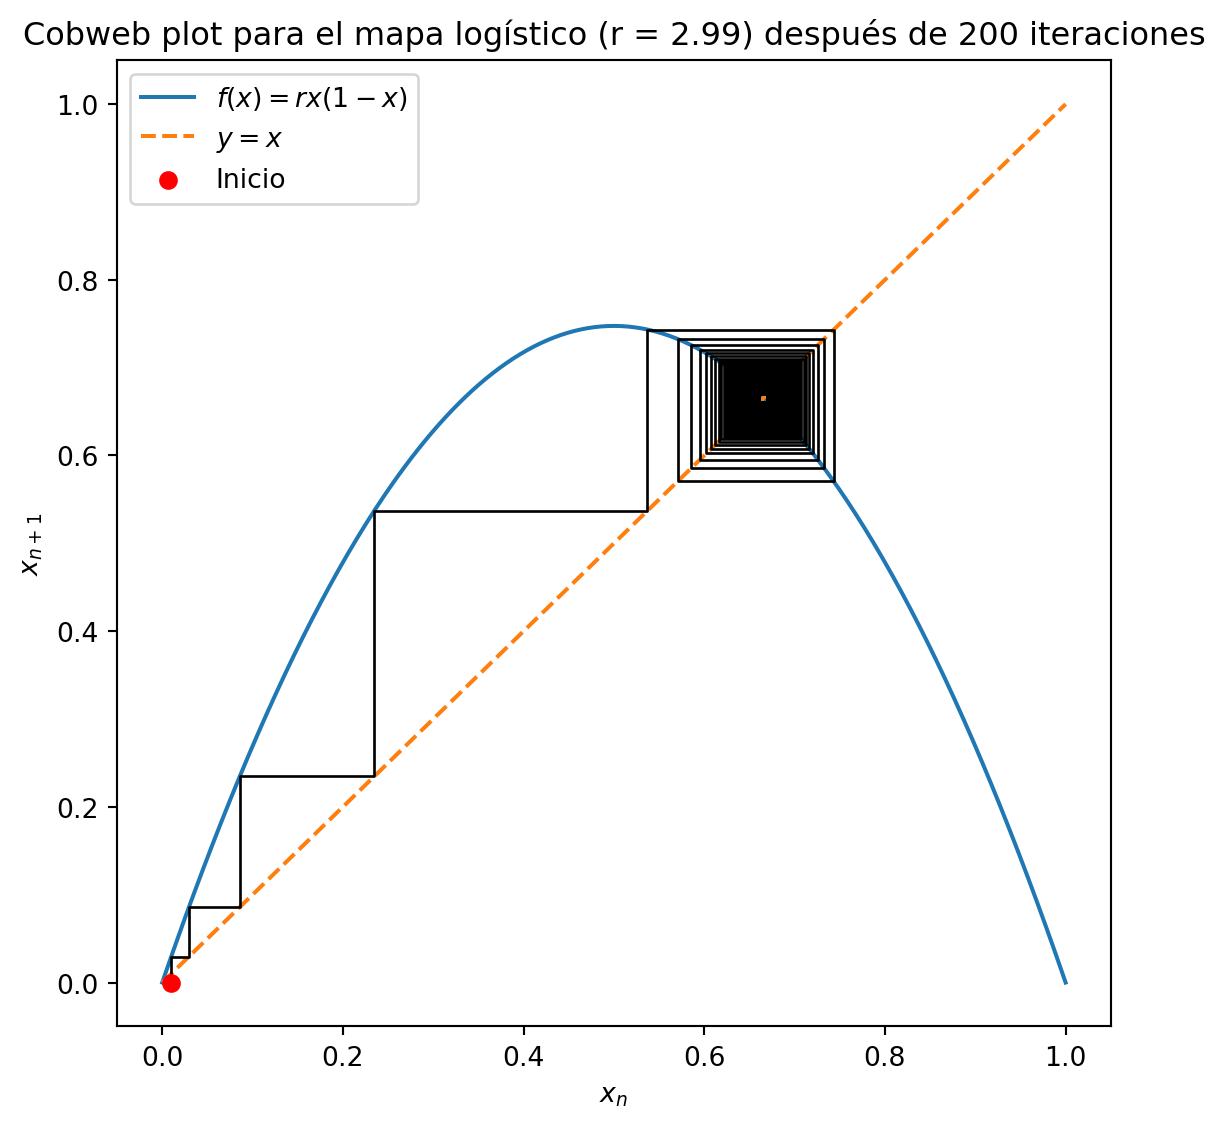 Cobweb plot para el mapa logístico (r = 2.99) después de 200 iteraciones
f(x) = rx(1 − x)
y = x
Inicio
1.0
0.8
0.6
0.4
0.2
0.0
x_{n+1}
0.0 0.2 0.4 0.6 0.8 1.0
x_n